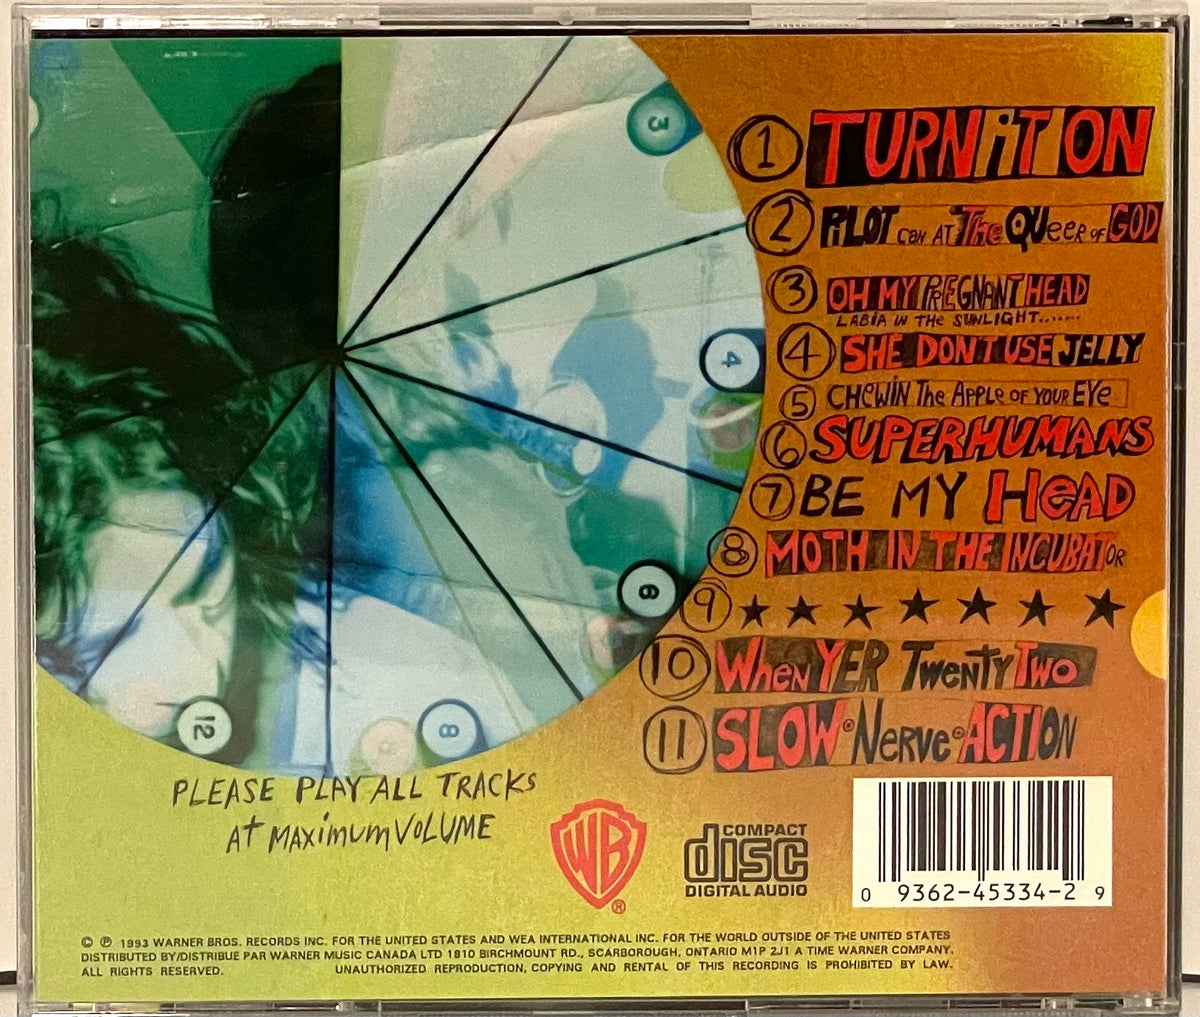 1 TURN iT ON
2 PiLOT can AT The QUeer OF GOD
3 OH MY PREGNANT HEAD
LABIA IN THE SUNLIGHT.......
4 SHE DON'T USE JELLY
5 CHEWIN The APPLE OF YOUR EYe
6 SUPERHUMANS
7 BE MY HeAD
8 MOTH IN THE INCUBATOR
9 ★ ★ ★ ★ ★ ★ ★
10 When YER TwenTy Two
11 SLOW•Nerve•ACTION
3
4
6
8
12
PLEASE PLAY ALL TRACKS
At MAXimum VOLUME
WB
®
COMPACT
disc
DIGITAL AUDIO
0 9362-45334-2 9
© ℗ 1993 WARNER BROS. RECORDS INC. FOR THE UNITED STATES AND WEA INTERNATIONAL INC. FOR THE WORLD OUTSIDE OF THE UNITED STATES
DISTRIBUTED BY/DISTRIBUE PAR WARNER MUSIC CANADA LTD 1810 BIRCHMOUNT RD., SCARBOROUGH, ONTARIO M1P 2J1 A TIME WARNER COMPANY.
ALL RIGHTS RESERVED. UNAUTHORIZED REPRODUCTION, COPYING AND RENTAL OF THIS RECORDING IS PROHIBITED BY LAW.